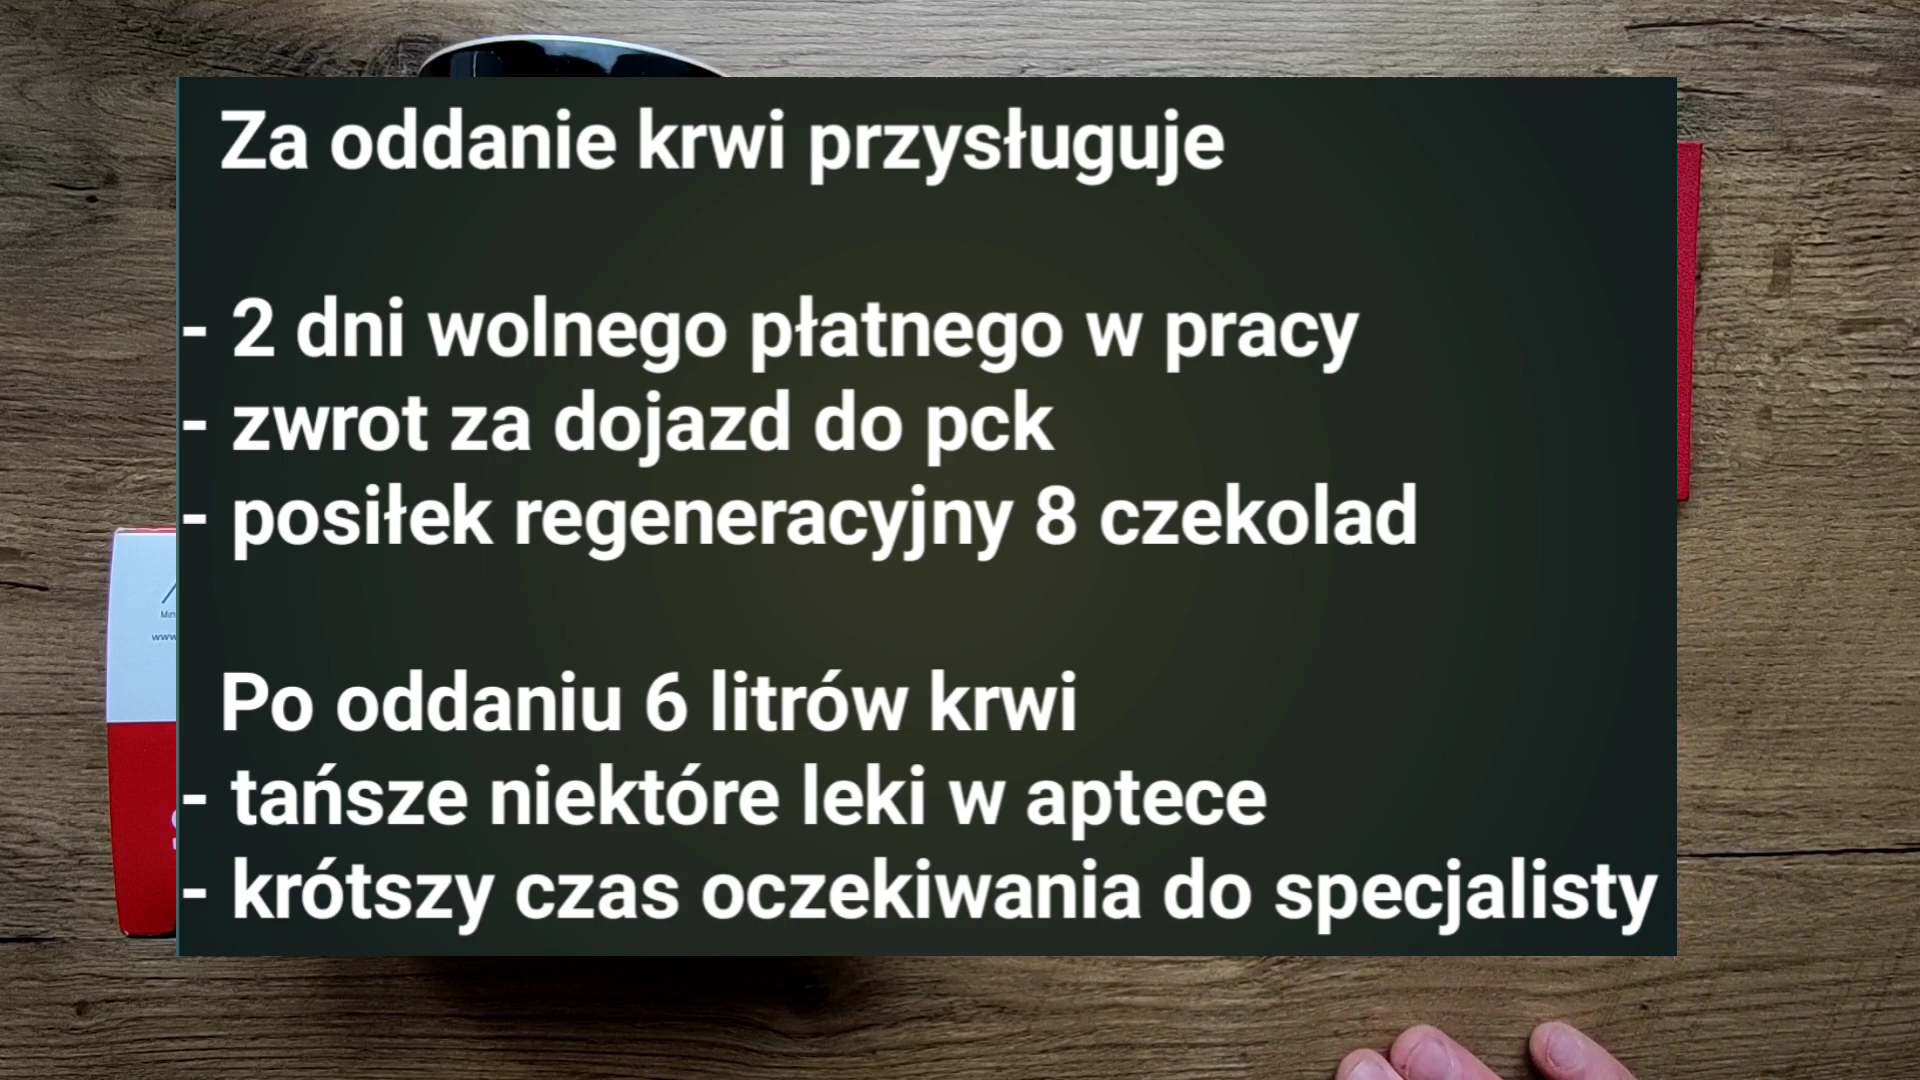 Za oddanie krwi przysługuje
- 2 dni wolnego płatnego w pracy
- zwrot za dojazd do pck
- posiłek regeneracyjny 8 czekolad
Po oddaniu 6 litrów krwi
- tańsze niektóre leki w aptece
- krótszy czas oczekiwania do specjalisty
www